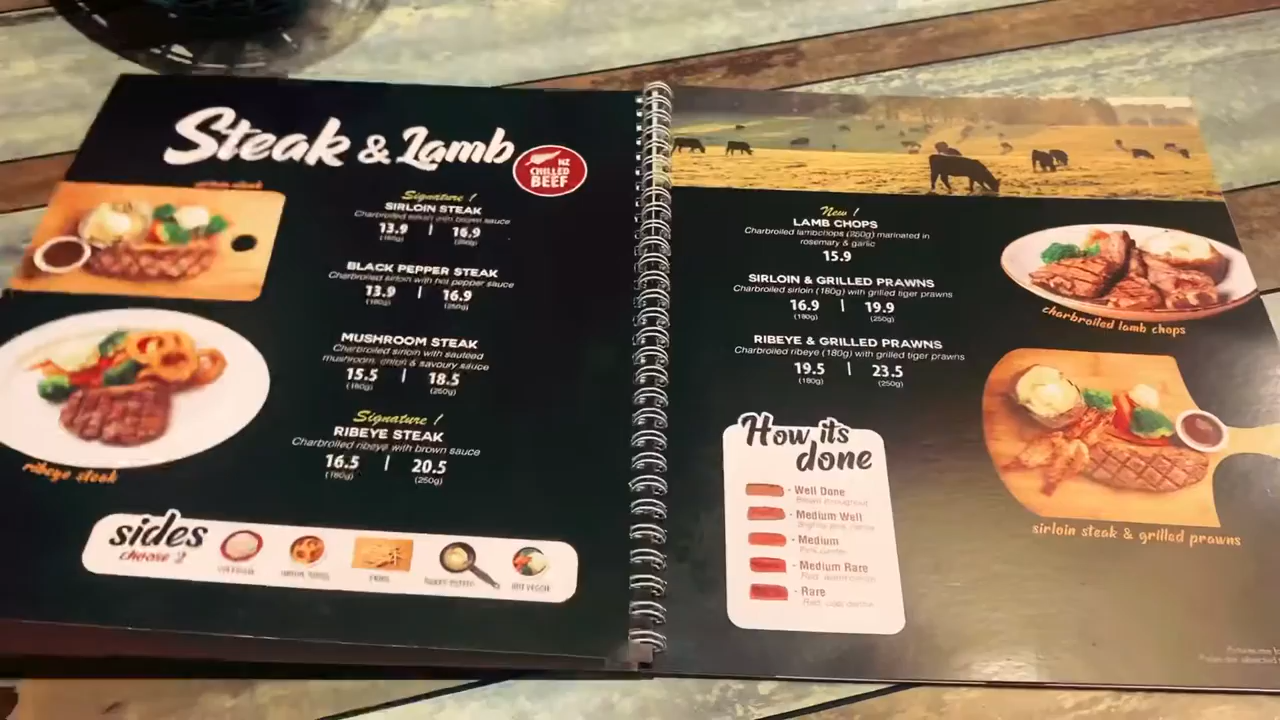 Steak & Lamb
NZ
CHILLED
BEEF
Signature !
SIRLOIN STEAK
Charbroiled sirloin with brown sauce
13.9 | 16.9
(180g) (250g)
BLACK PEPPER STEAK
Charbroiled sirloin with hot pepper sauce
13.9 | 16.9
(180g) (250g)
MUSHROOM STEAK
Charbroiled sirloin with sauteed
mushroom, onion & savoury sauce
15.5 | 18.5
(180g) (250g)
Signature !
RIBEYE STEAK
Charbroiled ribeye with brown sauce
16.5 | 20.5
(180g) (250g)
ribeye steak
sides
choose 2
New !
LAMB CHOPS
Charbroiled lambchops (250g) marinated in
rosemary & garlic
15.9
SIRLOIN & GRILLED PRAWNS
Charbroiled sirloin (180g) with grilled tiger prawns
16.9 | 19.9
(180g) (250g)
RIBEYE & GRILLED PRAWNS
Charbroiled ribeye (180g) with grilled tiger prawns
19.5 | 23.5
(180g) (250g)
charbroiled lamb chops
How it's
done
- Well Done
- Medium Well
- Medium
Pink center
- Medium Rare
- Rare
sirloin steak & grilled prawns